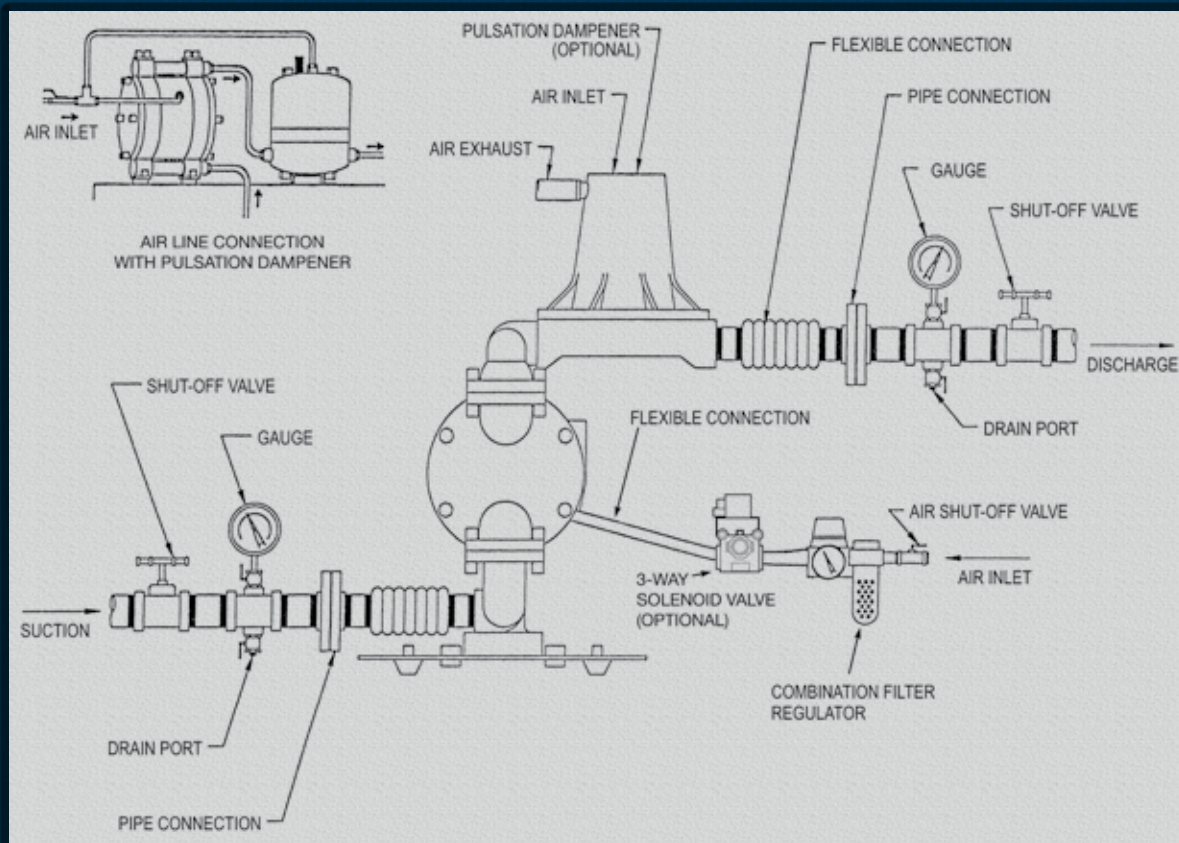 PULSATION DAMPENER
(OPTIONAL)
FLEXIBLE CONNECTION
AIR INLET
PIPE CONNECTION
AIR INLET
AIR EXHAUST
GAUGE
SHUT-OFF VALVE
AIR LINE CONNECTION
WITH PULSATION DAMPENER
DISCHARGE
SHUT-OFF VALVE
FLEXIBLE CONNECTION
DRAIN PORT
GAUGE
AIR SHUT-OFF VALVE
AIR INLET
3-WAY
SOLENOID VALVE
(OPTIONAL)
SUCTION
COMBINATION FILTER
REGULATOR
DRAIN PORT
PIPE CONNECTION